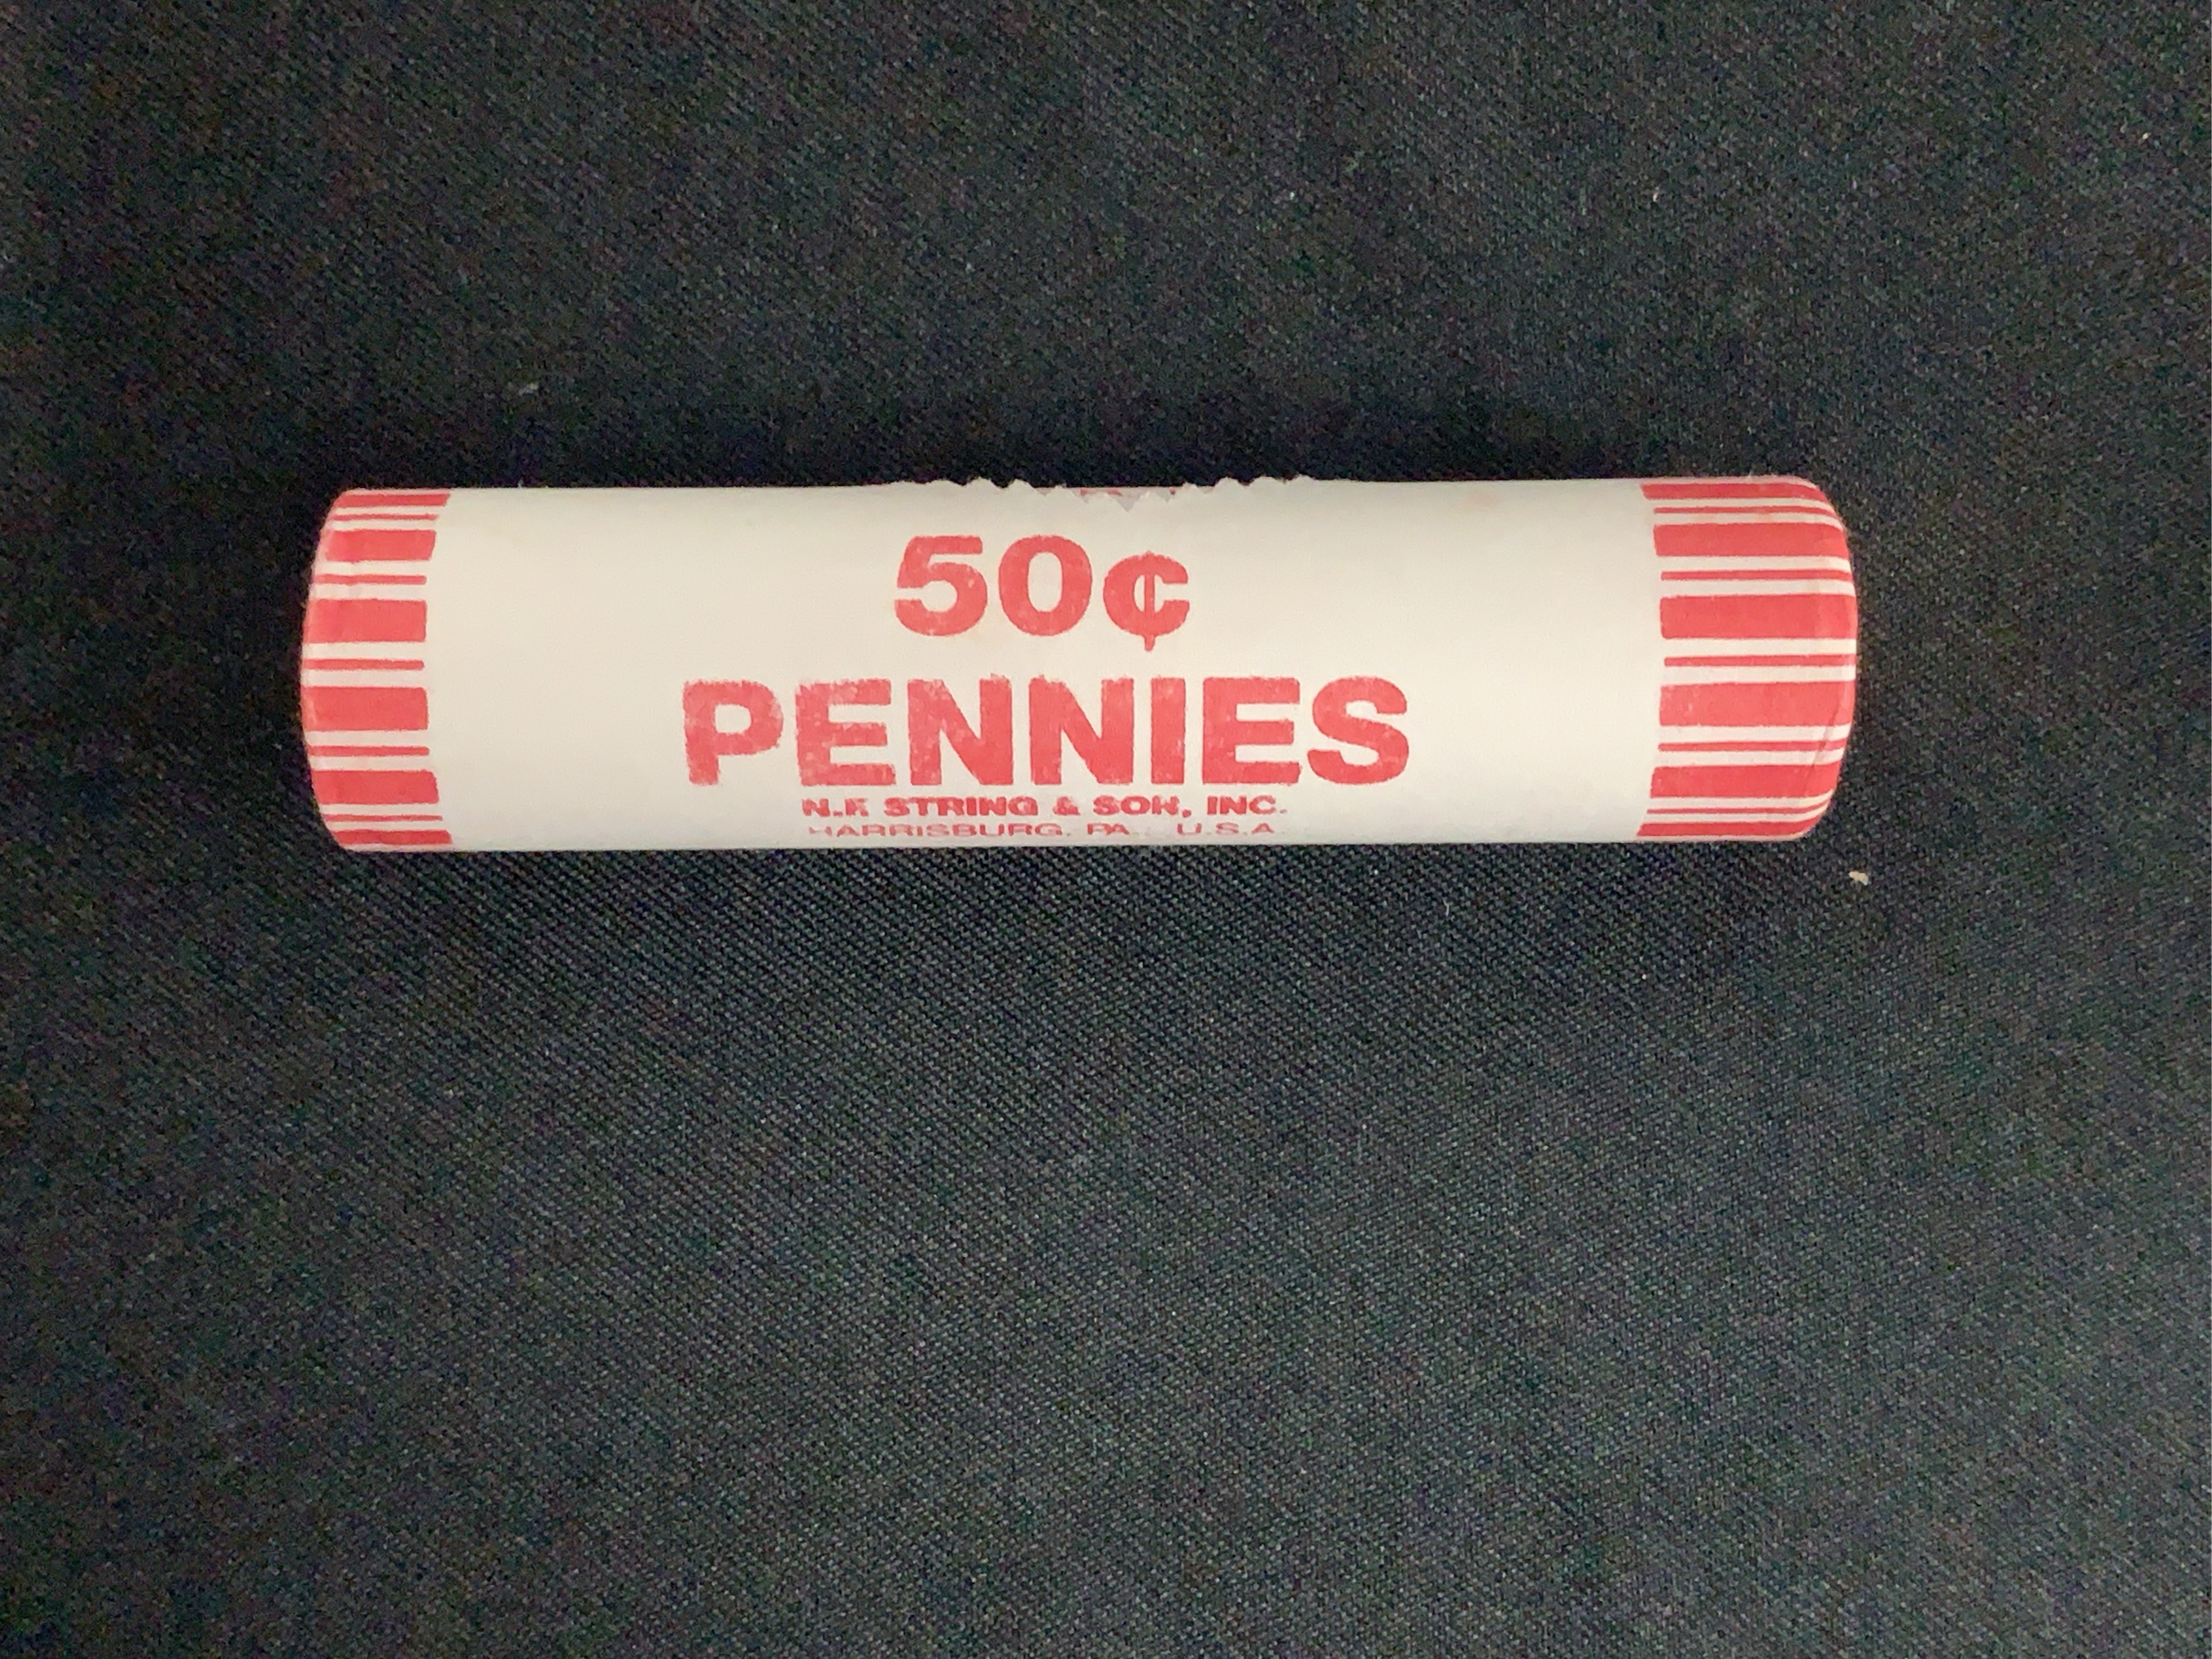 50¢
PENNIES
N.F. STRING & SON, INC.
HARRISBURG, PA. U.S.A.